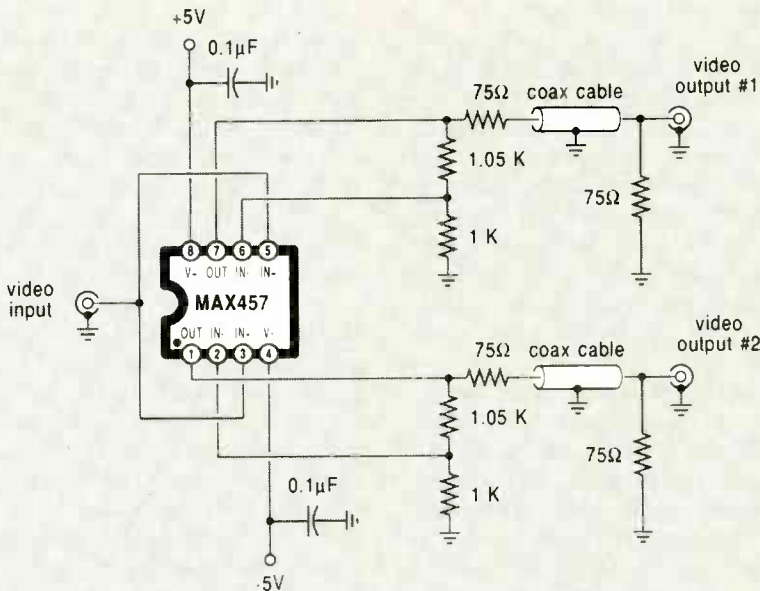 +5V
0.1µF
75Ω
coax cable
video
output #1
1.05 K
75Ω
1 K
8 7 6 5
V+ OUT IN- IN+
video
input
MAX457
OUT IN- IN+ V-
1 2 3 4
75Ω
coax cable
video
output #2
1.05 K
75Ω
0.1µF
1 K
-5V